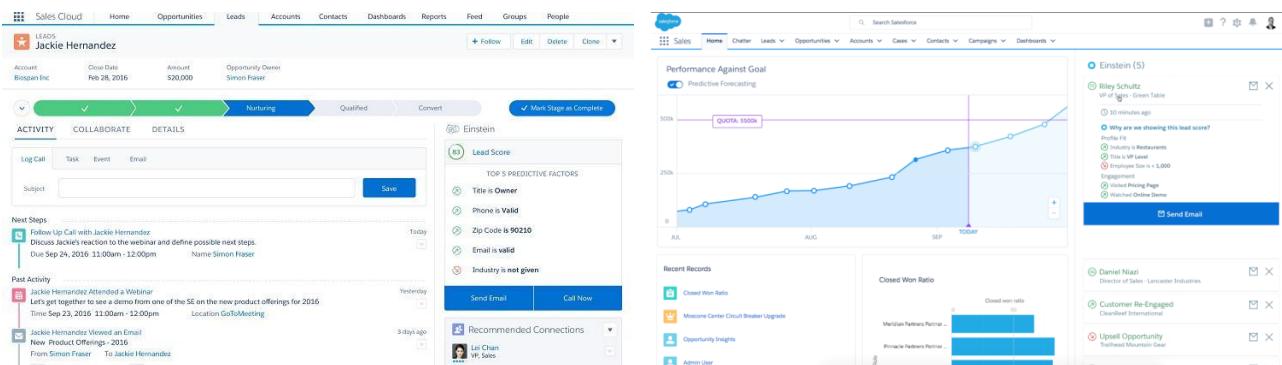 Sales Cloud Home Opportunities Leads Accounts Contacts Dashboards Reports Feed Groups People
LEADS
Jackie Hernandez
+ Follow Edit Delete Clone
Account Close Date Amount Opportunity Owner
Biospan Inc Feb 28, 2016 $20,000 Simon Fraser
Nurturing Qualified Convert Mark Stage as Complete
ACTIVITY COLLABORATE DETAILS
Log Call Task Event Email
Subject Save
Next Steps
Follow Up Call with Jackie Hernandez Today
Discuss Jackie's reaction to the webinar and define possible next steps.
Due Sep 24, 2016 11:00am - 12:00pm Name Simon Fraser
Past Activity
Jackie Hernandez Attended a Webinar Yesterday
Let's get together to see a demo from one of the SE on the new product offerings for 2016
Time Sep 23, 2016 11:00am - 12:00pm Location GoToMeeting
Jackie Hernandez Viewed an Email 3 days ago
New Product Offerings - 2016
From Simon Fraser To Jackie Hernandez
Einstein
83 Lead Score
TOP 5 PREDICTIVE FACTORS
Title is Owner
Phone is Valid
Zip Code is 90210
Email is valid
Industry is not given
Send Email Call Now
Recommended Connections
Lei Chan
VP, Sales
salesforce
Search Salesforce
Sales Home Chatter Leads Opportunities Accounts Cases Contacts Campaigns Dashboards
Performance Against Goal
Predictive Forecasting
500k
QUOTA: $500k
250k
0
JUL AUG SEP TODAY
Recent Records
Closed Won Ratio
Moscone Center Circuit Breaker Upgrade
Opportunity Insights
Admin User
Closed Won Ratio
Closed won ratio
0 50
Meridian Partners Partner ...
Pinnacle Partners Partner ...
Einstein (5)
Riley Schultz
VP of Sales - Green Table
10 minutes ago
Why are we showing this lead score?
Profile Fit
Industry is Restaurants
Title is VP Level
Employee Size is < 1,000
Engagement
Visited Pricing Page
Watched Online Demo
Send Email
Daniel Niazi
Director of Sales - Lancaster Industries
Customer Re-Engaged
CleanReef International
Upsell Opportunity
Trailhead Mountain Gear